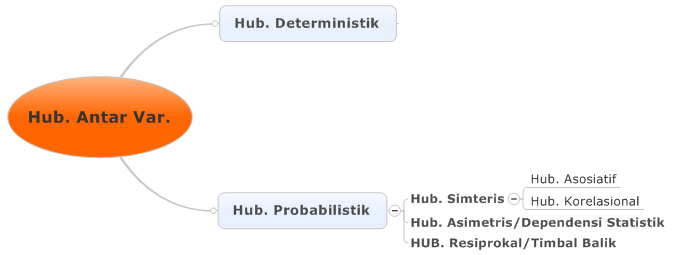 Hub. Deterministik
Hub. Antar Var.
Hub. Probabilistik
Hub. Simteris
Hub. Asosiatif
Hub. Korelasional
Hub. Asimetris/Dependensi Statistik
HUB. Resiprokal/Timbal Balik